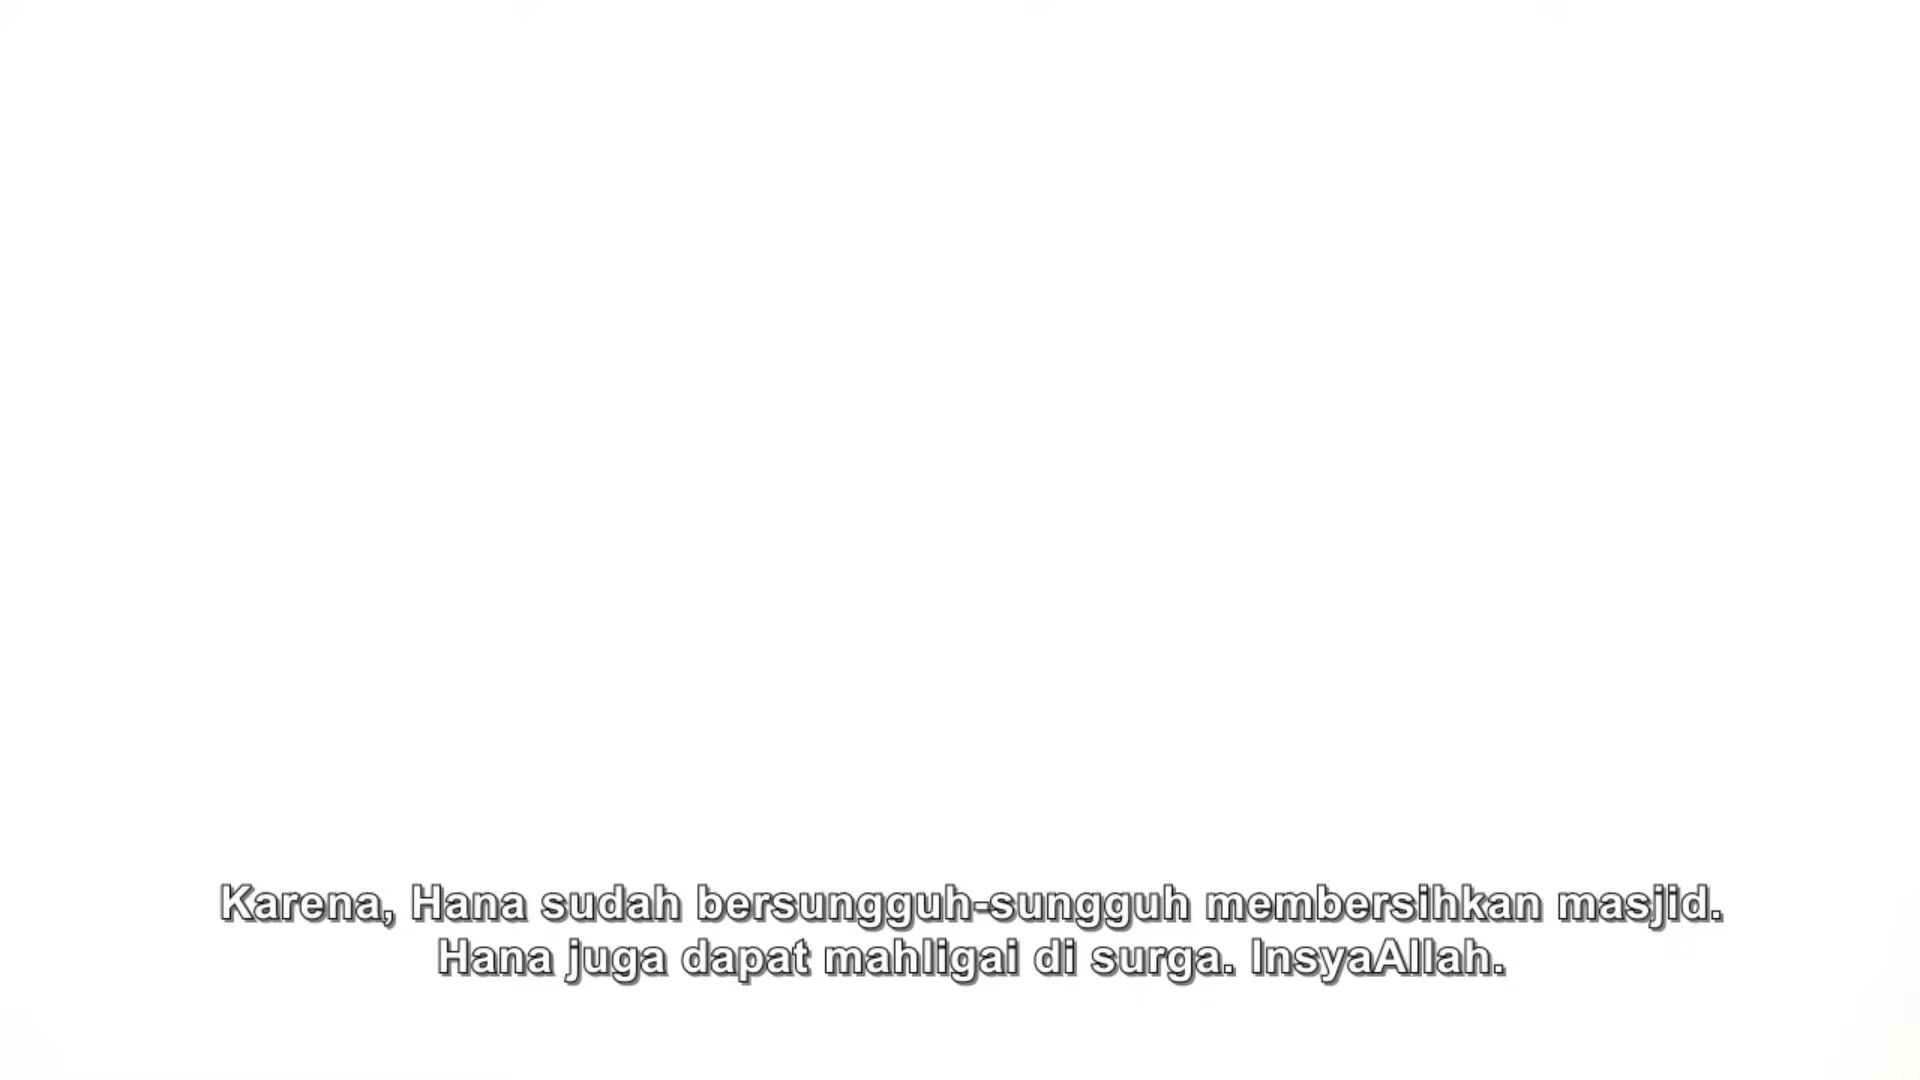 Karena, Hana sudah bersungguh-sungguh membersihkan masjid.
Hana juga dapat mahligai di surga. InsyaAllah.